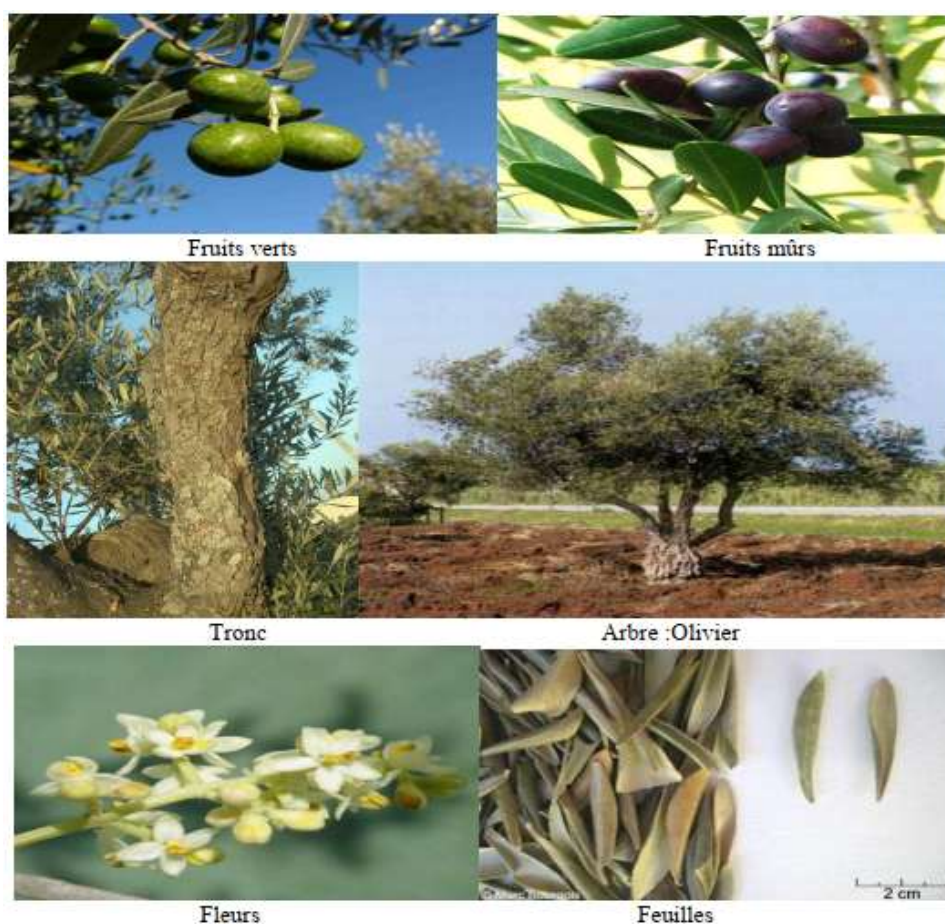 Fruits verts
Fruits mûrs
Tronc
Arbre :Olivier
Fleurs
Feuilles
2 cm